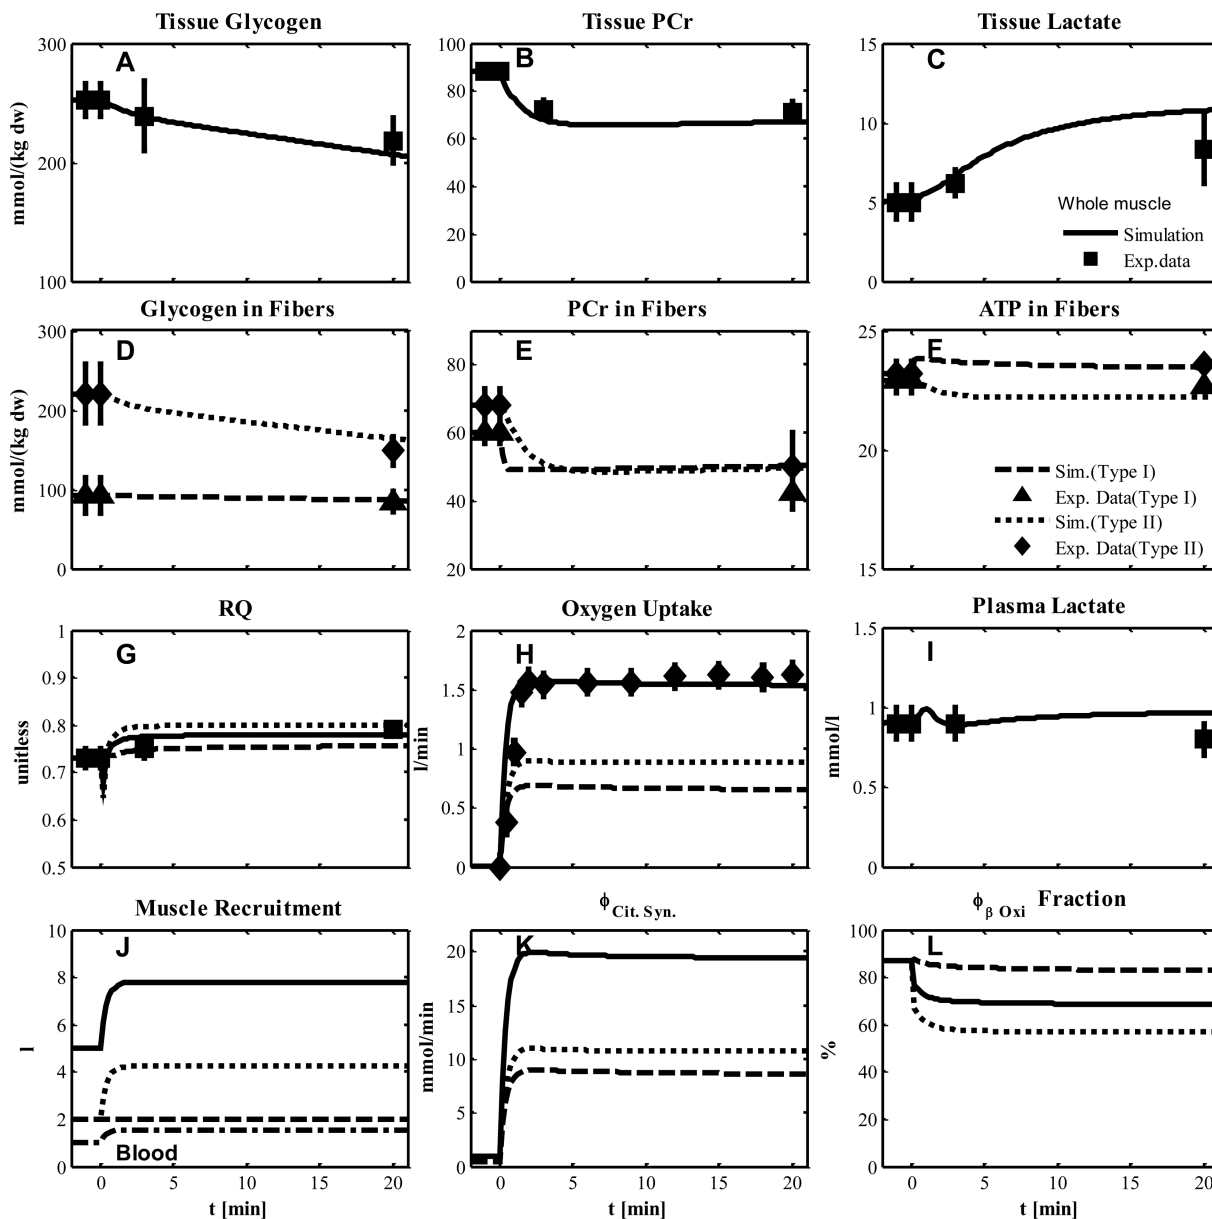 Tissue Glycogen
Tissue PCr
Tissue Lactate
300
200
100
mmol/(kg dw)
A
100
80
60
40
20
0
B
15
10
5
0
C
Whole muscle
Simulation
Exp.data
Glycogen in Fibers
PCr in Fibers
ATP in Fibers
300
200
100
0
mmol/(kg dw)
D
80
60
40
20
E
25
20
15
F
Sim.(Type I)
Exp. Data(Type I)
Sim.(Type II)
Exp. Data(Type II)
RQ
Oxygen Uptake
Plasma Lactate
1
0.9
0.8
0.7
0.6
0.5
unitless
G
2
1.5
1
0.5
0
l/min
H
1.5
1
0.5
0
mmol/l
I
Muscle Recruitment
ϕCit. Syn.
ϕβ Oxi Fraction
10
8
6
4
2
0
l
J
Blood
0 5 10 15 20
t [min]
20
15
10
5
0
mmol/min
K
0 5 10 15 20
t [min]
100
80
60
40
20
0
%
L
0 5 10 15 20
t [min]